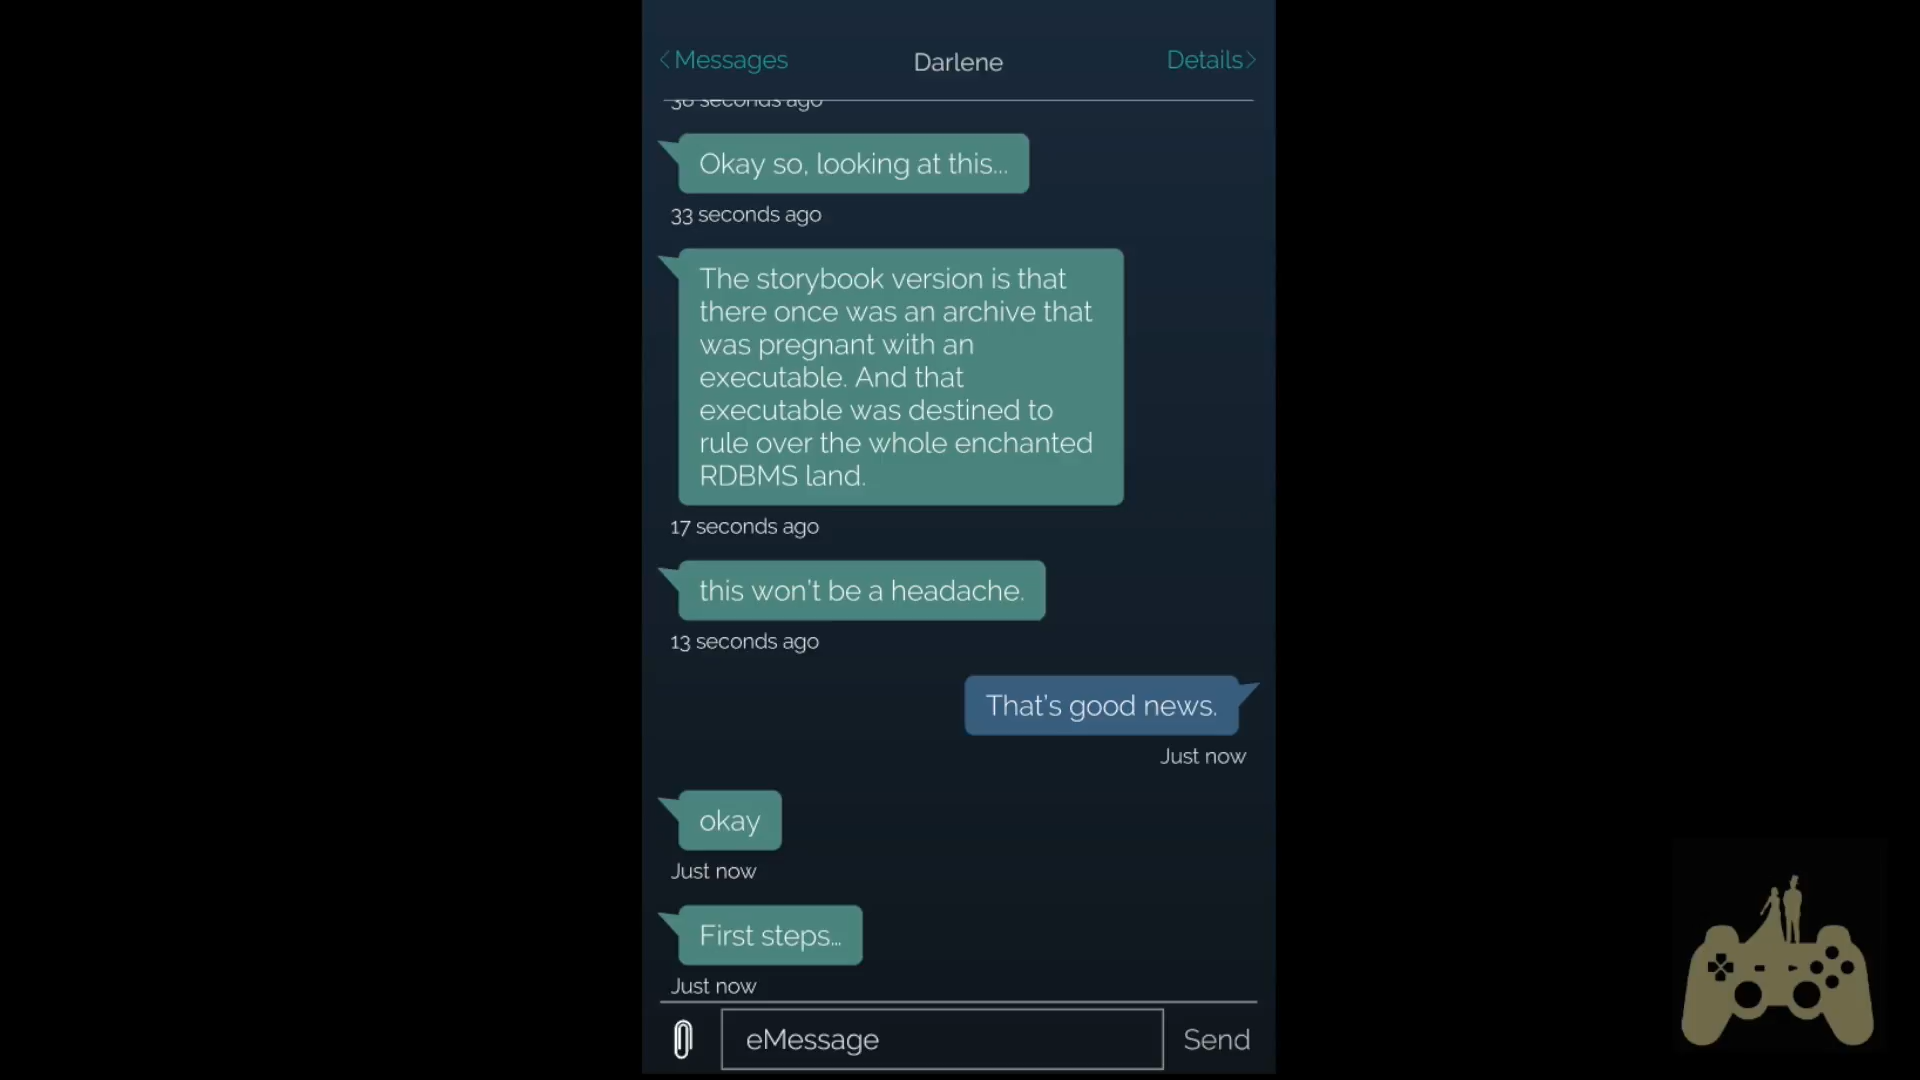 Messages
Darlene
Details
36 seconds ago
Okay so, looking at this...
33 seconds ago
The storybook version is that
there once was an archive that
was pregnant with an
executable. And that
executable was destined to
rule over the whole enchanted
RDBMS land.
17 seconds ago
this won't be a headache.
13 seconds ago
That's good news.
Just now
okay
Just now
First steps...
Just now
eMessage
Send